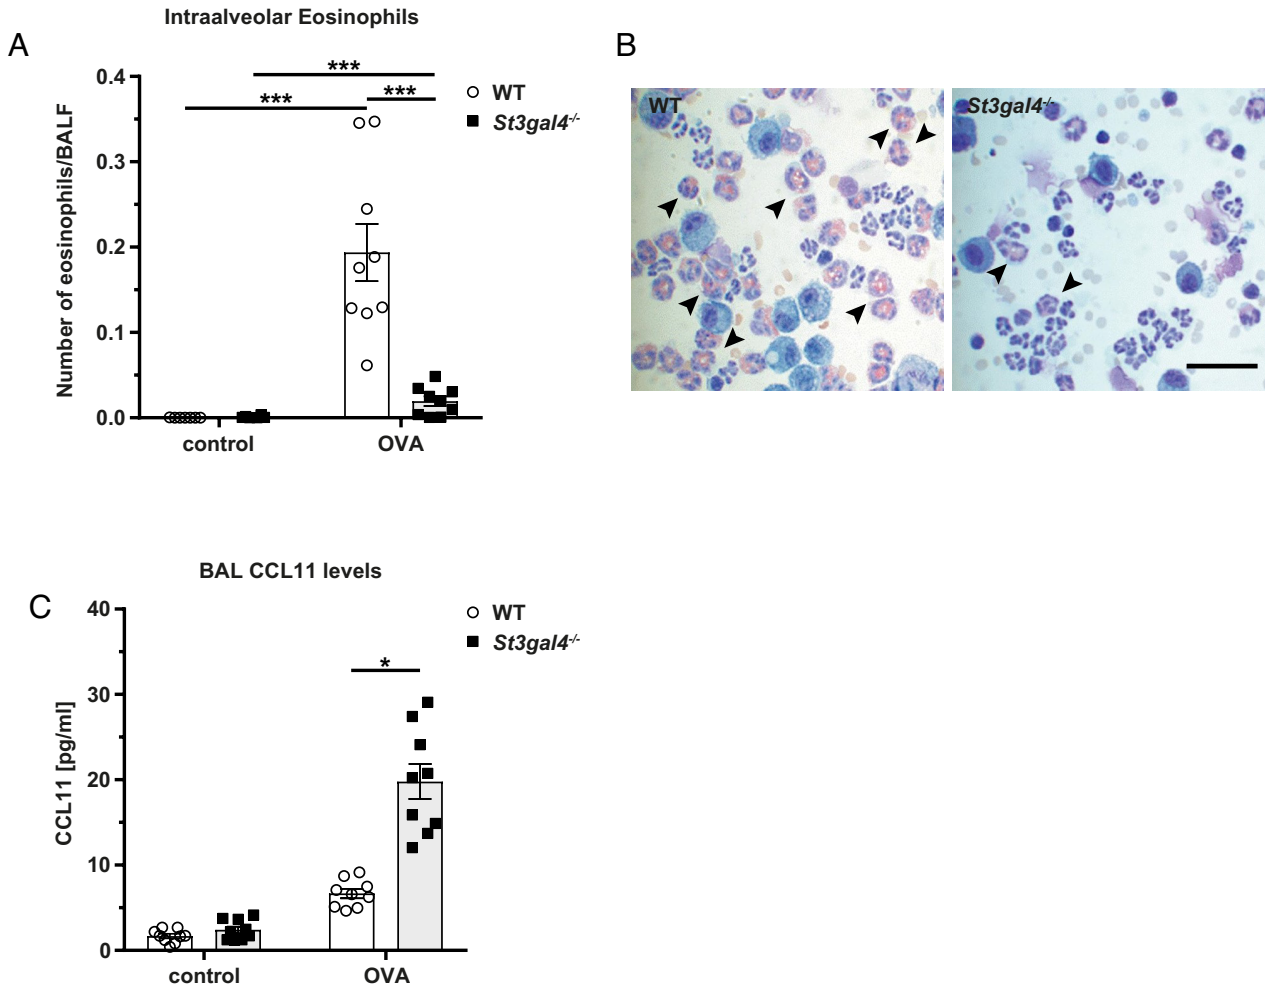 Intraalveolar Eosinophils
A
Number of eosinophils/BALF
0.4
0.3
0.2
0.1
0.0
***
***
***
WT
St3gal4-/-
control
OVA
B
WT
St3gal4-/-
BAL CCL11 levels
C
CCL11 [pg/ml]
40
30
20
10
0
*
WT
St3gal4-/-
control
OVA